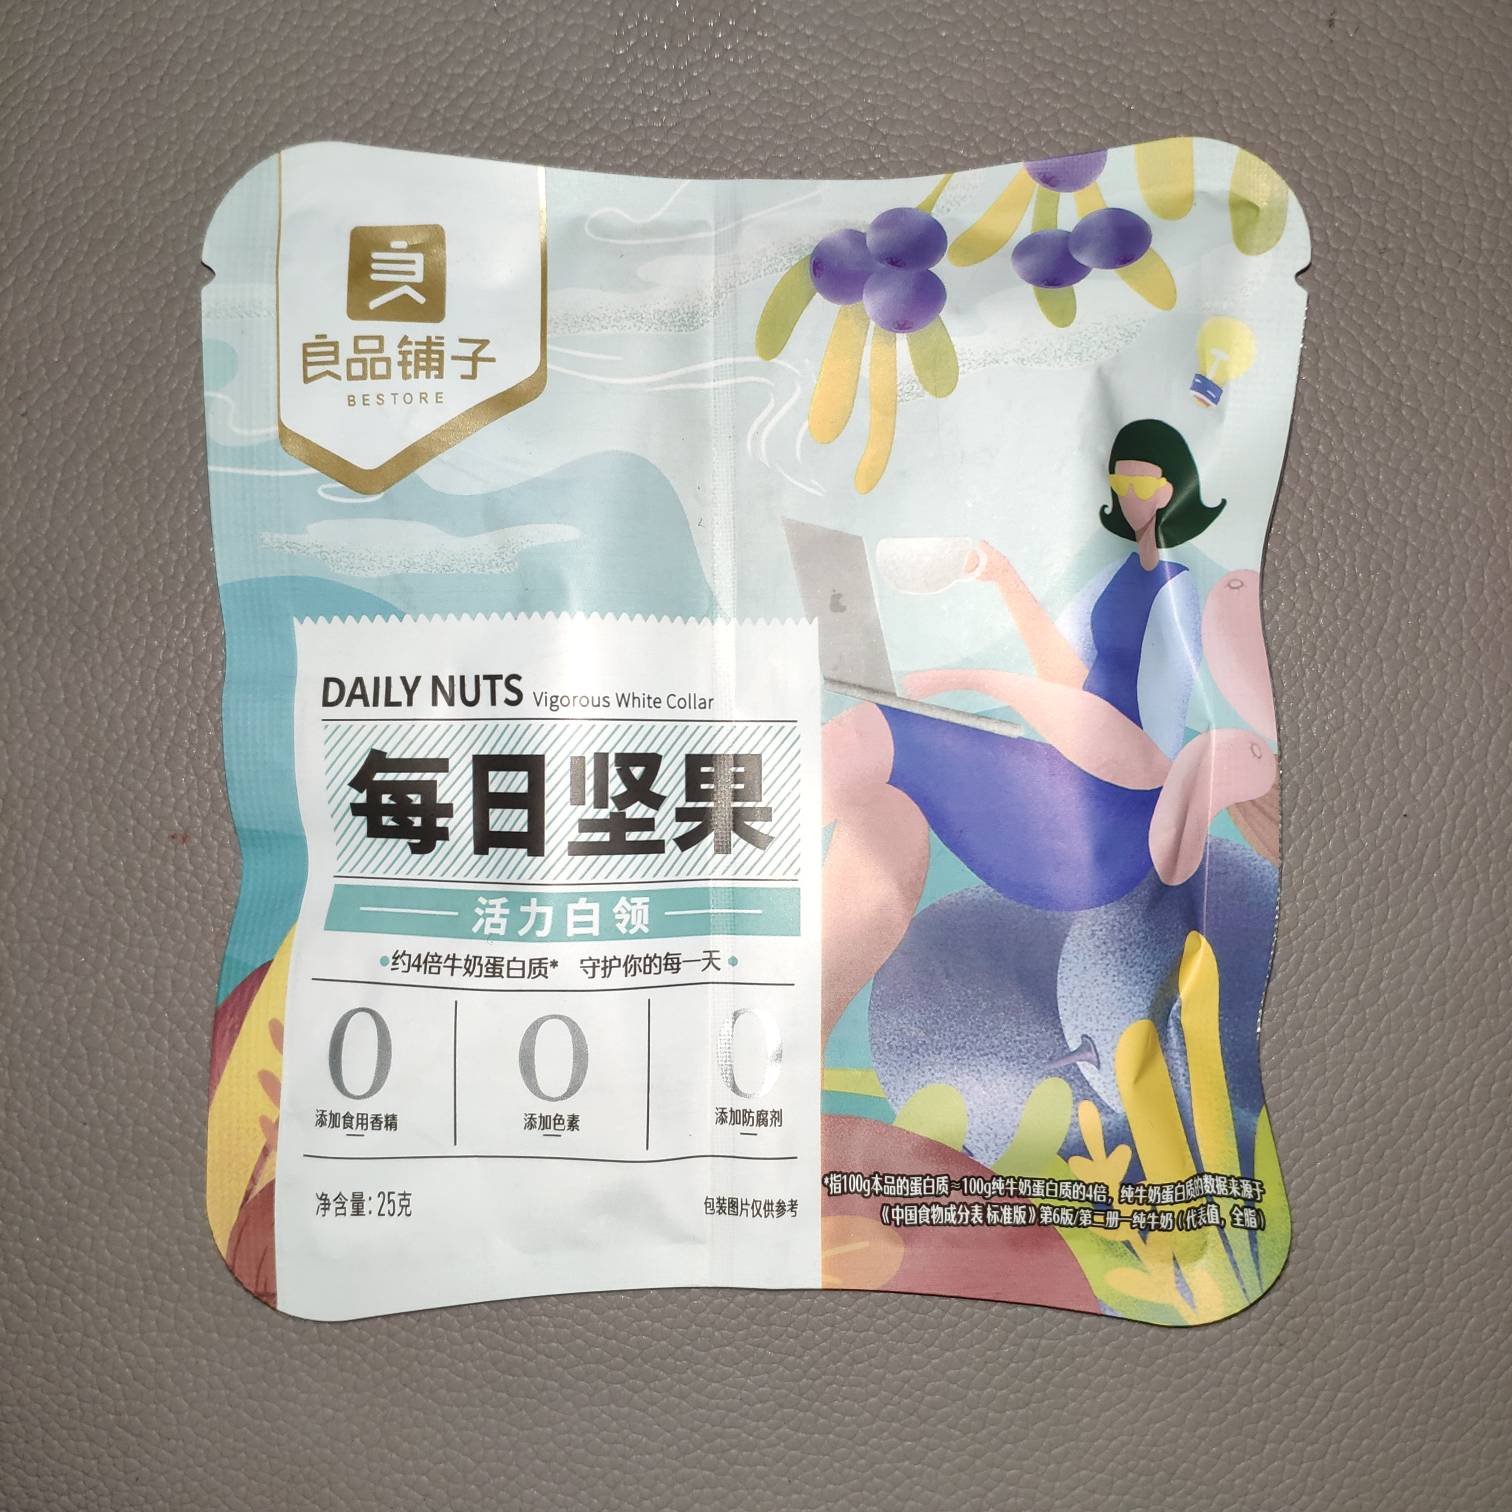 良
良品铺子
BESTORE
DAILY NUTS Vigorous White Collar
每日坚果
活力白领
约4倍牛奶蛋白质* 守护你的每一天
0 0 0
添加食用香精 添加色素 添加防腐剂
净含量:25克 包装图片仅供参考
*指100g本品的蛋白质≈100g纯牛奶蛋白质的4倍,纯牛奶蛋白质的数据来源于
《中国食物成分表 标准版》第6版/第二册—纯牛奶(代表值,全脂)